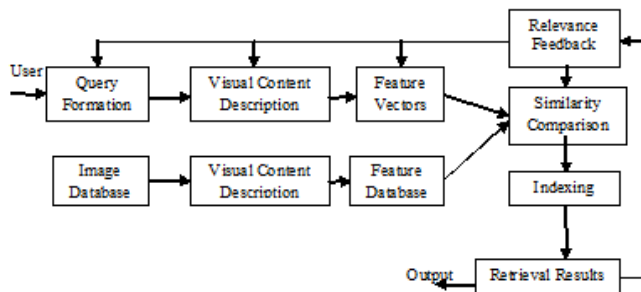 Relevance
Feedback
User
Query
Formation
Visual Content
Description
Feature
Vectors
Similarity
Comparison
Image
Database
Visual Content
Description
Feature
Database
Indexing
Output
Retrieval Results